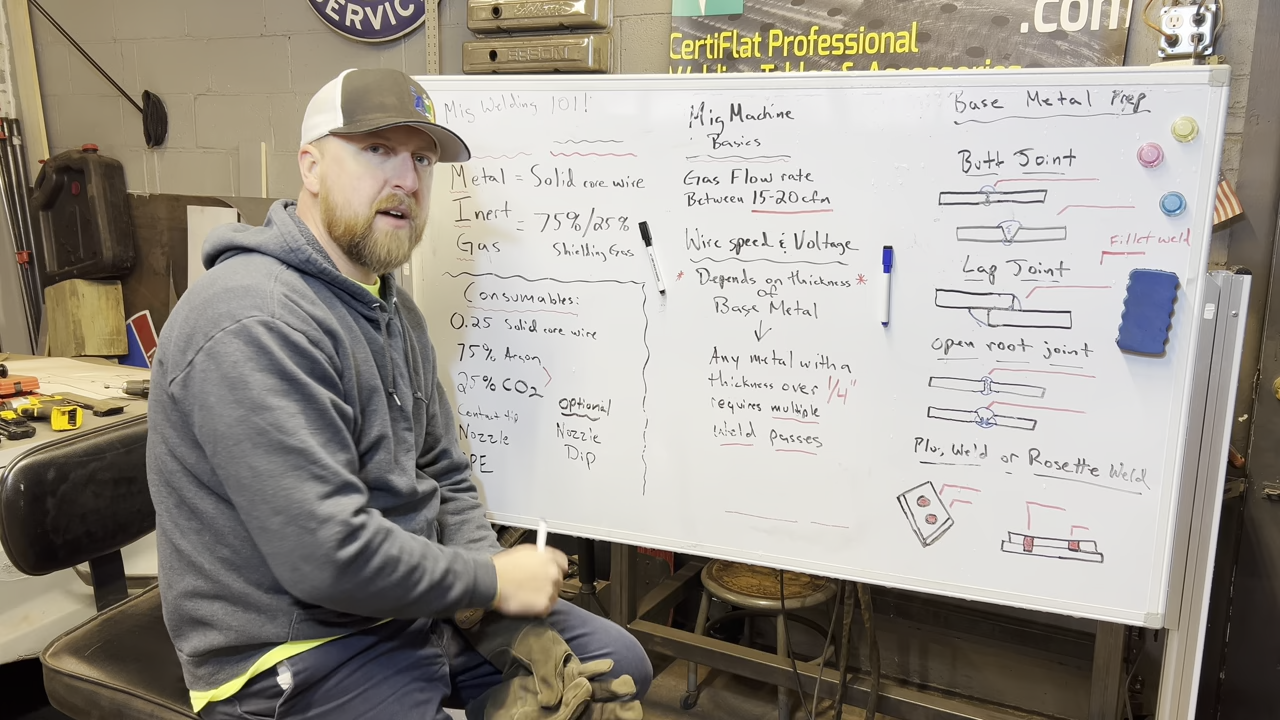 SERVIC
CertiFlat Professional
.com
Mig Welding 101!
Metal = Solid core wire
Inert = 75%/25%
Gas Shielding Gas
Consumables:
0.25 Solid core wire
75% Argon
25% CO2
Contact tip
Nozzle
PE
Optional
Nozzle
Dip
Mig Machine
Basics
Gas Flow rate
Between 15-20 cfm
Wire speed & Voltage
* Depends on thickness *
of
Base Metal
Any metal with a
thickness over 1/4"
requires multiple
weld passes
Base Metal Prep
Butt Joint
Fillet weld
Lap Joint
Open root joint
Plug Weld or Rosette Weld